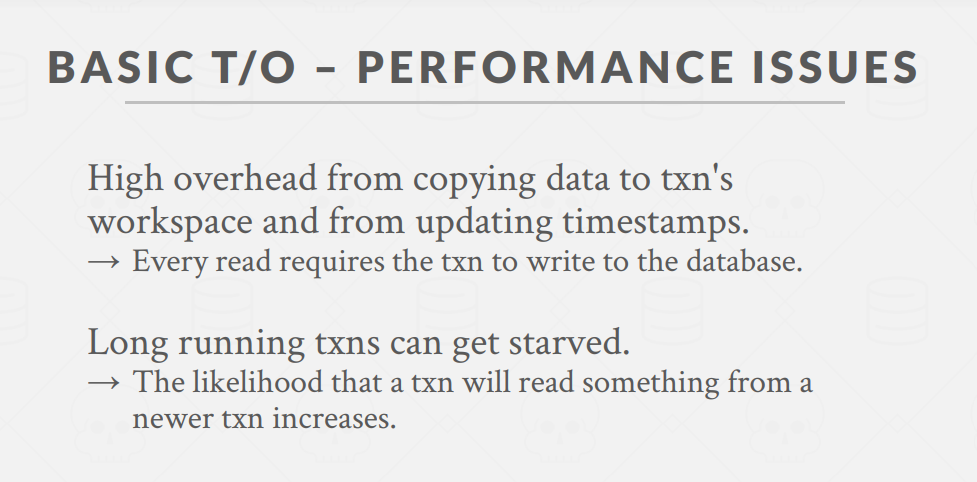 BASIC T/O – PERFORMANCE ISSUES
High overhead from copying data to txn's
workspace and from updating timestamps.
→ Every read requires the txn to write to the database.
Long running txns can get starved.
→ The likelihood that a txn will read something from a
newer txn increases.